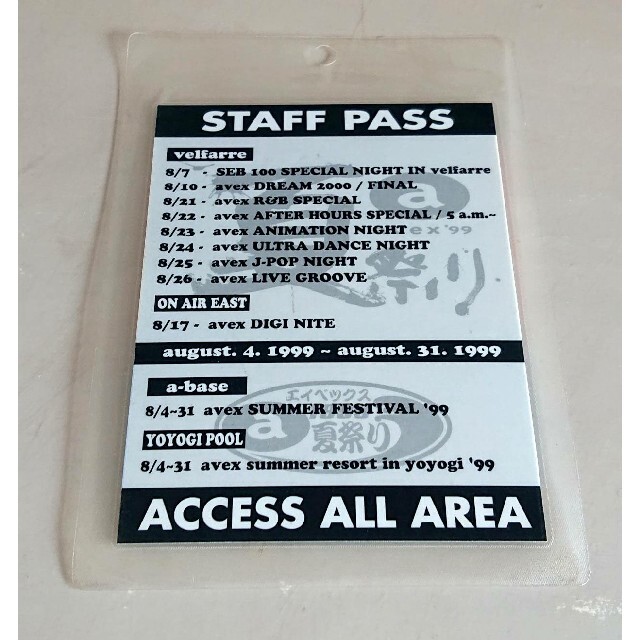 STAFF PASS
velfarre
8/7 - SEB 100 SPECIAL NIGHT IN velfarre
8/10 - avex DREAM 2000 / FINAL
8/21 - avex R&B SPECIAL
8/22 - avex AFTER HOURS SPECIAL / 5 a.m.~
8/23 - avex ANIMATION NIGHT
8/24 - avex ULTRA DANCE NIGHT
8/25 - avex J-POP NIGHT
8/26 - avex LIVE GROOVE
a
ex '99
祭り
ON AIR EAST
8/17 - avex DIGI NITE
august. 4. 1999 ~ august. 31. 1999
a-base
エイベックス
8/4~31 avex SUMMER FESTIVAL '99
a
夏祭り
YOYOGI POOL
8/4~31 avex summer resort in yoyogi '99
ACCESS ALL AREA